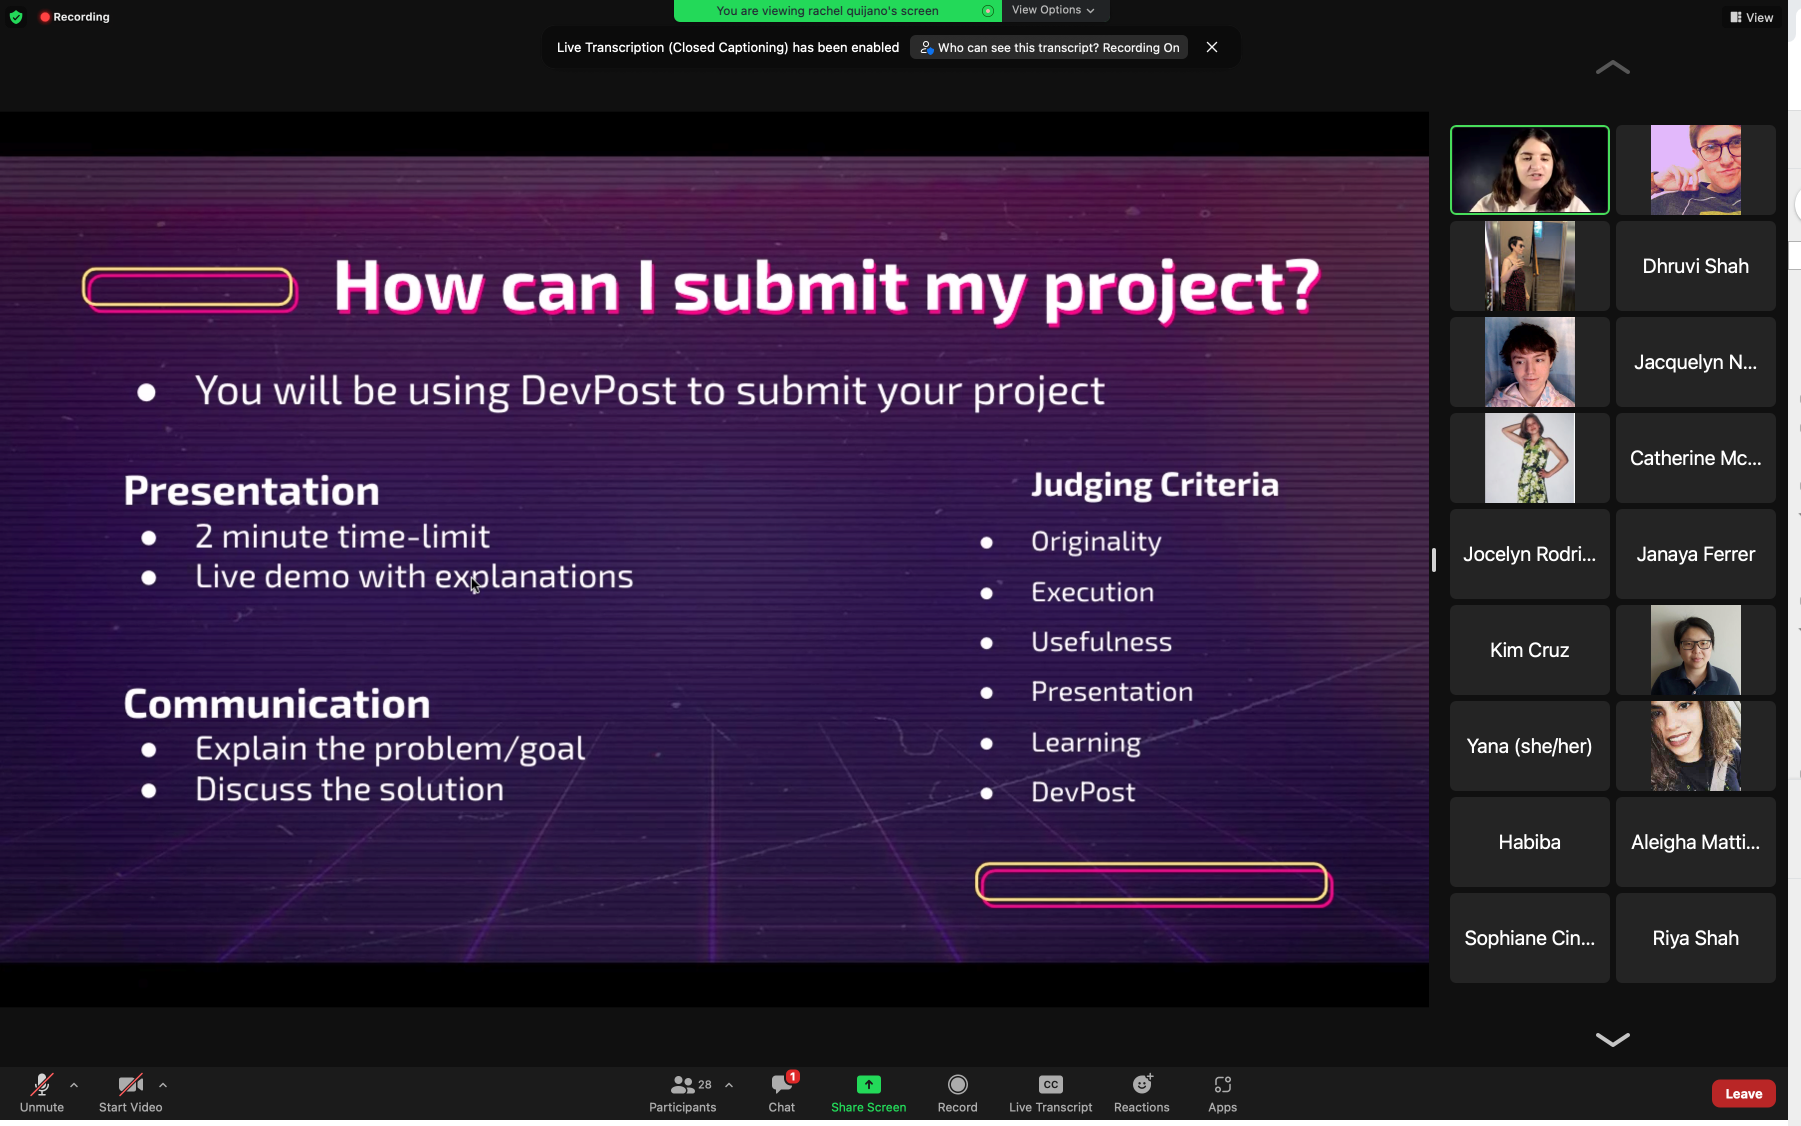 Recording
You are viewing rachel quijano's screen
View Options
View
Live Transcription (Closed Captioning) has been enabled
Who can see this transcript? Recording On
How can I submit my project?
You will be using DevPost to submit your project
Presentation
2 minute time-limit
Live demo with explanations
Communication
Explain the problem/goal
Discuss the solution
Judging Criteria
Originality
Execution
Usefulness
Presentation
Learning
DevPost
Dhruvi Shah
Jacquelyn N...
Catherine Mc...
Jocelyn Rodri...
Janaya Ferrer
Kim Cruz
Yana (she/her)
Habiba
Aleigha Matti...
Sophiane Cin...
Riya Shah
Unmute
Start Video
28
Participants
1
Chat
Share Screen
Record
CC
Live Transcript
Reactions
Apps
Leave